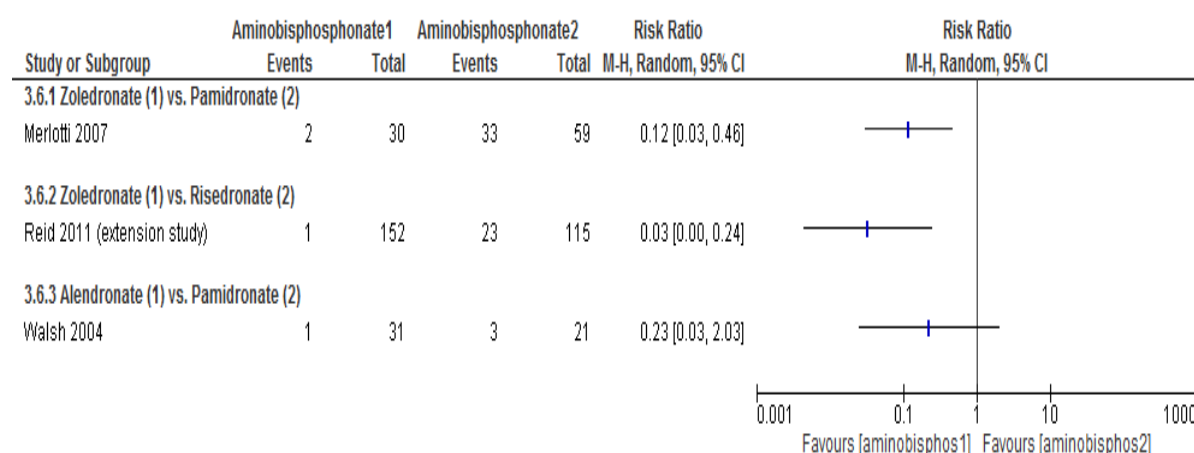 Aminobisphosphonate1 Aminobisphosphonate2 Risk Ratio Risk Ratio
Study or Subgroup Events Total Events Total M-H, Random, 95% CI M-H, Random, 95% CI
3.6.1 Zoledronate (1) vs. Pamidronate (2)
Merlotti 2007 2 30 33 59 0.12 [0.03, 0.46]
3.6.2 Zoledronate (1) vs. Risedronate (2)
Reid 2011 (extension study) 1 152 23 115 0.03 [0.00, 0.24]
3.6.3 Alendronate (1) vs. Pamidronate (2)
Walsh 2004 1 31 3 21 0.23 [0.03, 2.03]
0.001 0.1 1 10 1000
Favours [aminobisphos1] Favours [aminobisphos2]